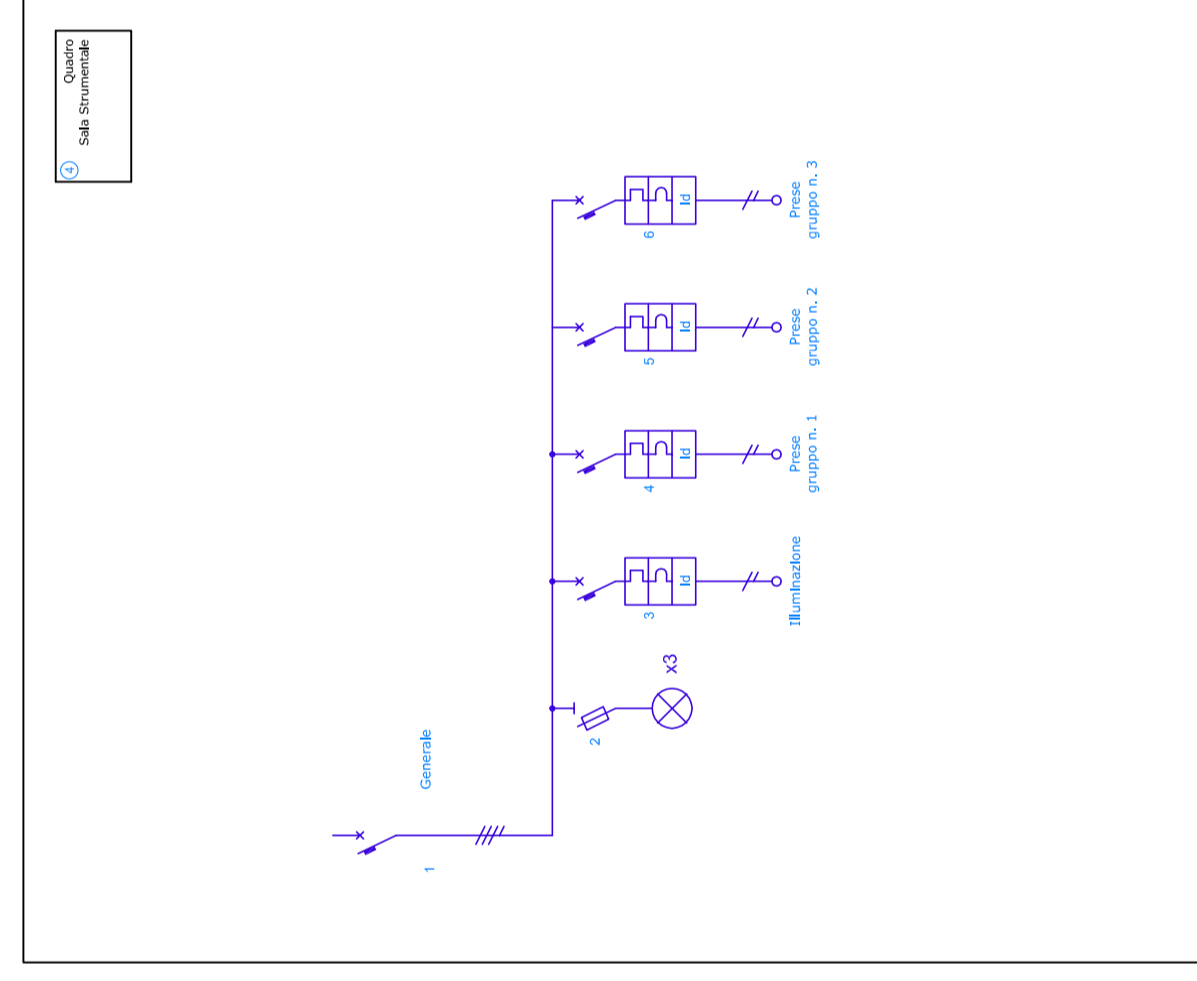 Quadro
Sala Strumentale
4
Generale
1
2
x3
3
Id
Illuminazione
4
Id
Prese
gruppo n. 1
5
Id
Prese
gruppo n. 2
6
Id
Prese
gruppo n. 3